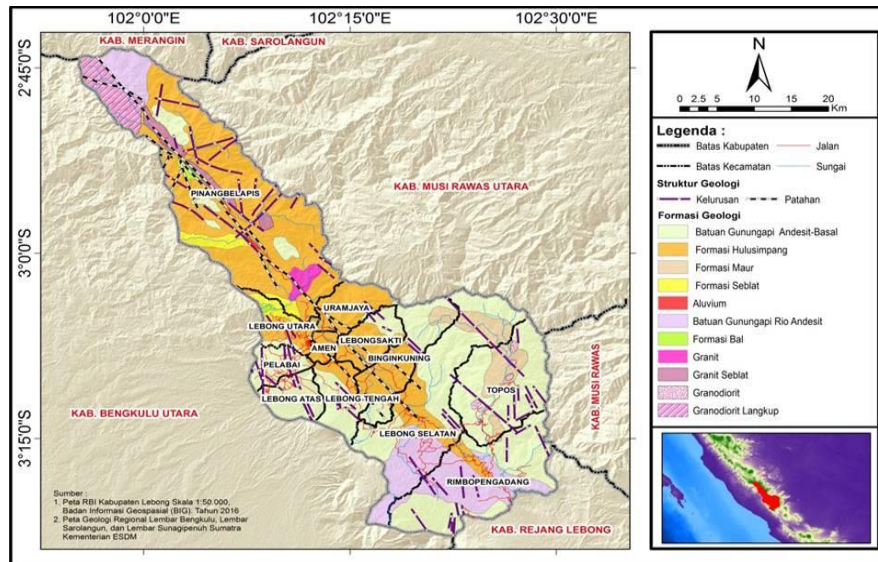 102°0'0"E
102°15'0"E
102°30'0"E
2°45'0"S
3°0'0"S
3°15'0"S
KAB. MERANGIN
KAB. SAROLANGUN
KAB. MUSI RAWAS UTARA
PINANGBELAPIS
URAMJAYA
LEBONG UTARA
LEBONGSAKTI
AMEN
BINGINKUNING
PELABAI
TOPOS
KAB. MUSI RAWAS
LEBONG ATAS
LEBONG TENGAH
KAB. BENGKULU UTARA
LEBONG SELATAN
RIMBOPENGADANG
KAB. REJANG LEBONG
Sumber :
1. Peta RBI Kabupaten Lebong Skala 1:50.000,
Badan Informasi Geospasial (BIG). Tahun 2016
2. Peta Geologi Regional Lembar Bengkulu, Lembar
Sarolangun, dan Lembar Sunagipenuh Sumatra
Kementerian ESDM
N
0 2.5 5 10 15 20
Km
Legenda :
Batas Kabupaten
Jalan
Batas Kecamatan
Sungai
Struktur Geologi
Kelurusan
Patahan
Formasi Geologi
Batuan Gunungapi Andesit-Basal
Formasi Hulusimpang
Formasi Maur
Formasi Seblat
Aluvium
Batuan Gunungapi Rio Andesit
Formasi Bal
Granit
Granit Seblat
Granodiorit
Granodiorit Langkup